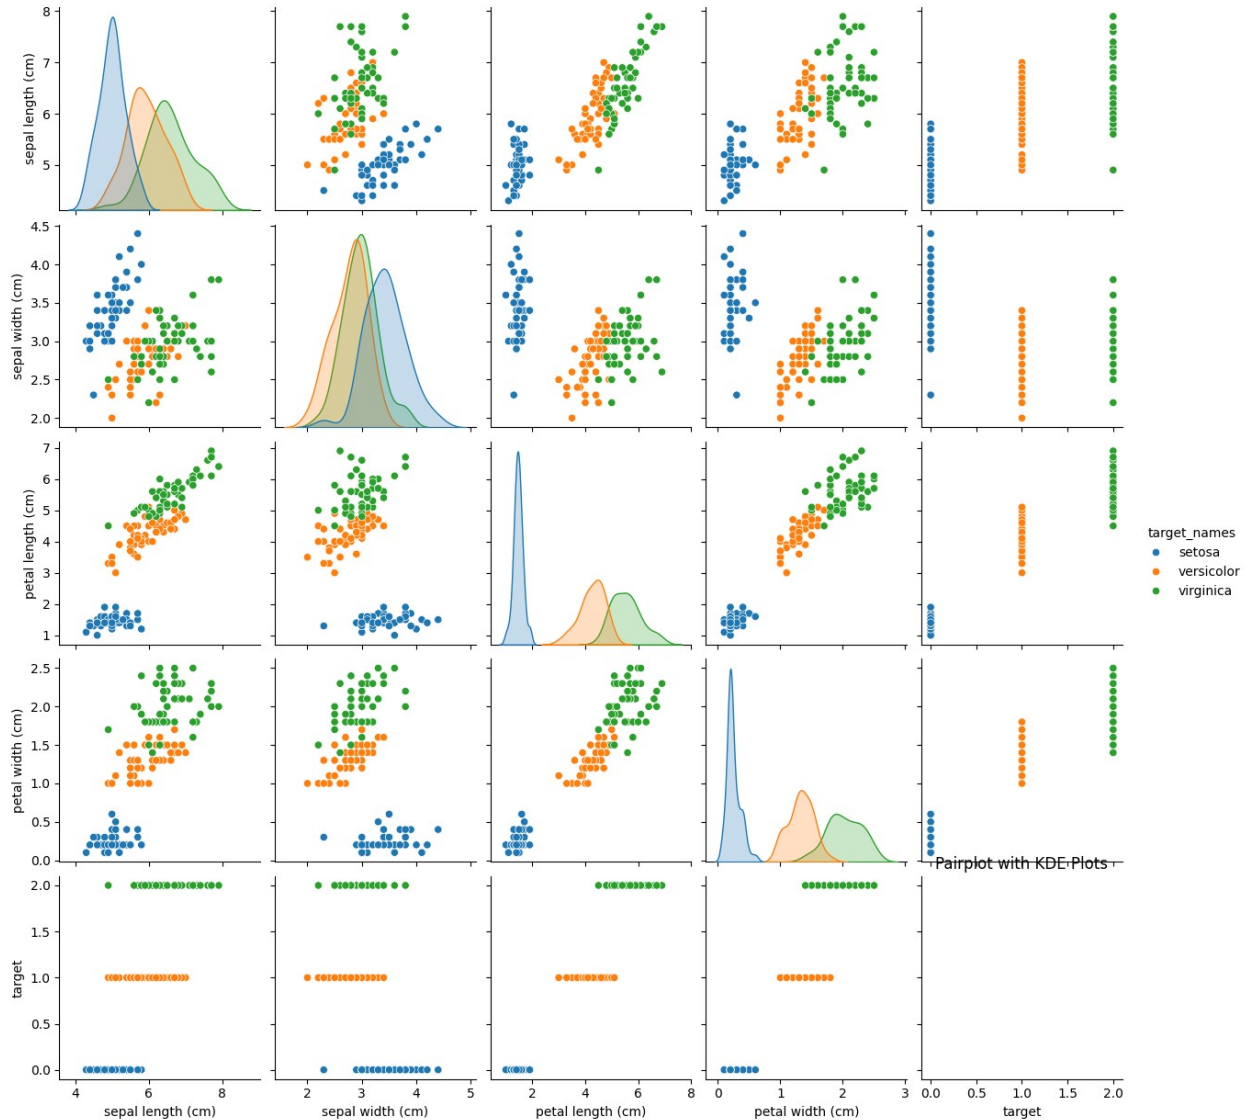 8
7
6
5
sepal length (cm)
4.5
4.0
3.5
3.0
2.5
2.0
sepal width (cm)
7
6
5
4
3
2
1
petal length (cm)
target_names
setosa
versicolor
virginica
2.5
2.0
1.5
1.0
0.5
0.0
petal width (cm)
Pairplot with KDE Plots
2.0
1.5
1.0
0.5
0.0
target
4 6 8
sepal length (cm)
2 3 4 5
sepal width (cm)
2 4 6 8
petal length (cm)
0 1 2 3
petal width (cm)
0.0 0.5 1.0 1.5 2.0
target